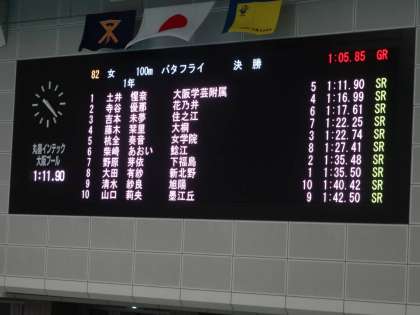 1:05.85 GR
82 女 100m バタフライ 決勝
1年
1 土井 惺奈 大阪学芸附属 5 1:11.90 SR
2 寺谷 優那 花乃井 4 1:16.99 SR
3 吉本 未夢 住之江 6 1:17.61 SR
4 藤木 栞里 大桐 7 1:22.25 SR
5 杭全 奏音 女学院 3 1:22.74 SR
6 柴崎 あおい 鯰江 8 1:27.41 SR
7 野原 芽依 下福島 2 1:35.48 SR
8 大田 有紗 新北野 1 1:35.50 SR
9 清水 紗良 旭陽 10 1:40.42 SR
10 山口 莉央 墨江丘 9 1:42.50 SR
丸善インテック
大阪プール
1:11.90